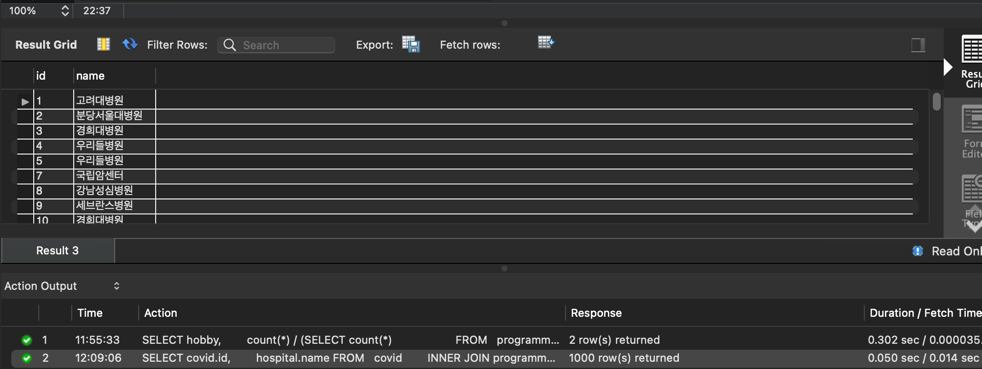 100% 22:37
Result Grid Filter Rows: Search Export: Fetch rows:
id name
1 고려대병원
2 분당서울대병원
3 경희대병원
4 우리들병원
5 우리들병원
7 국립암센터
8 강남성심병원
9 세브란스병원
10 경희대병원
Result
Grid
Form
Edito
Field
Result 3 Read Onl
Action Output
Time Action Response Duration / Fetch Time
1 11:55:33 SELECT hobby, count(*) / (SELECT count(*) FROM programm... 2 row(s) returned 0.302 sec / 0.000035.
2 12:09:06 SELECT covid.id, hospital.name FROM covid INNER JOIN programm... 1000 row(s) returned 0.050 sec / 0.014 sec